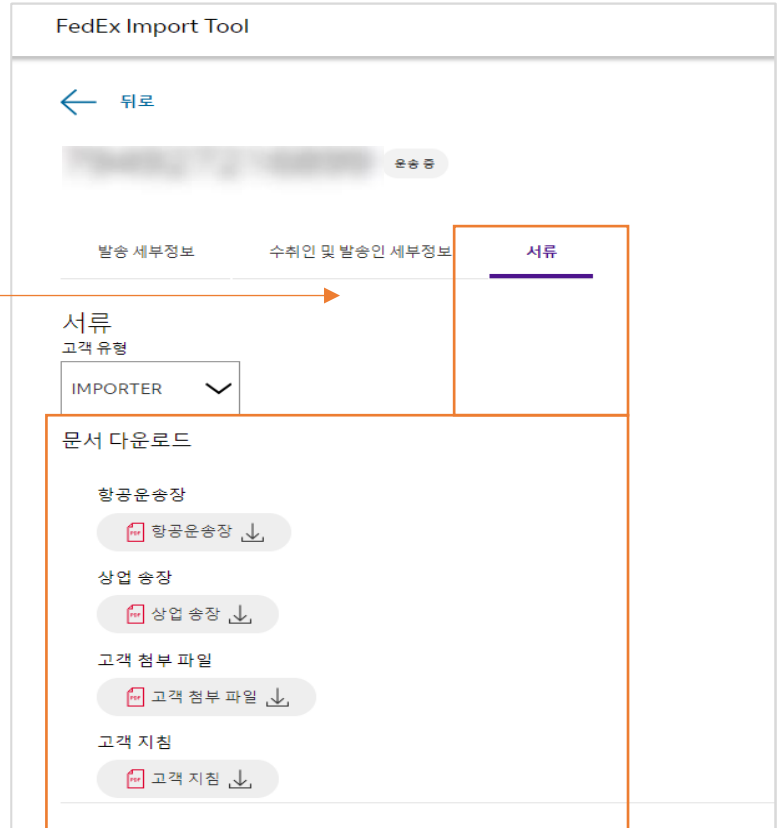 FedEx Import Tool
뒤로
운송 중
발송 세부정보 수취인 및 발송인 세부정보 서류
서류
고객 유형
IMPORTER
문서 다운로드
항공운송장
PDF 항공운송장
상업 송장
PDF 상업 송장
고객 첨부 파일
PDF 고객 첨부 파일
고객 지침
PDF 고객 지침